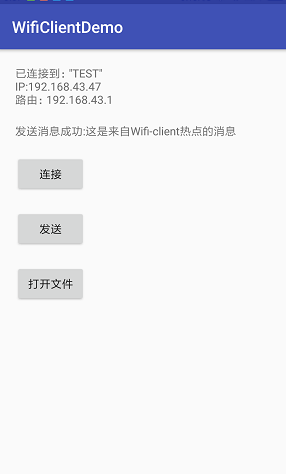 WifiClientDemo
已连接到："TEST"
IP:192.168.43.47
路由: 192.168.43.1
发送消息成功:这是来自Wifi-client热点的消息
连接
发送
打开文件